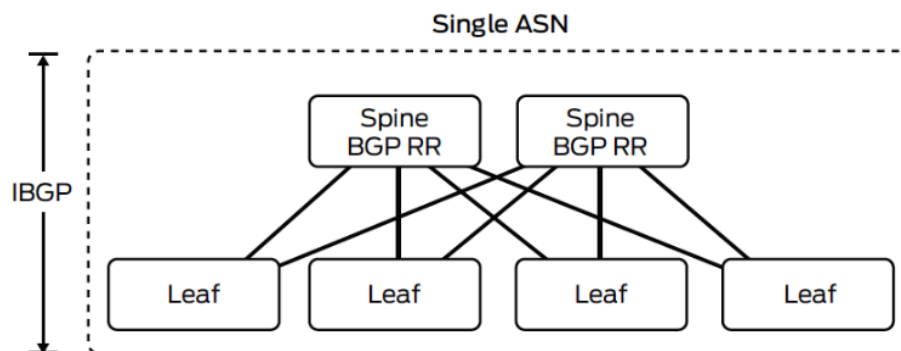 Single ASN
Spine
BGP RR
Spine
BGP RR
IBGP
Leaf
Leaf
Leaf
Leaf